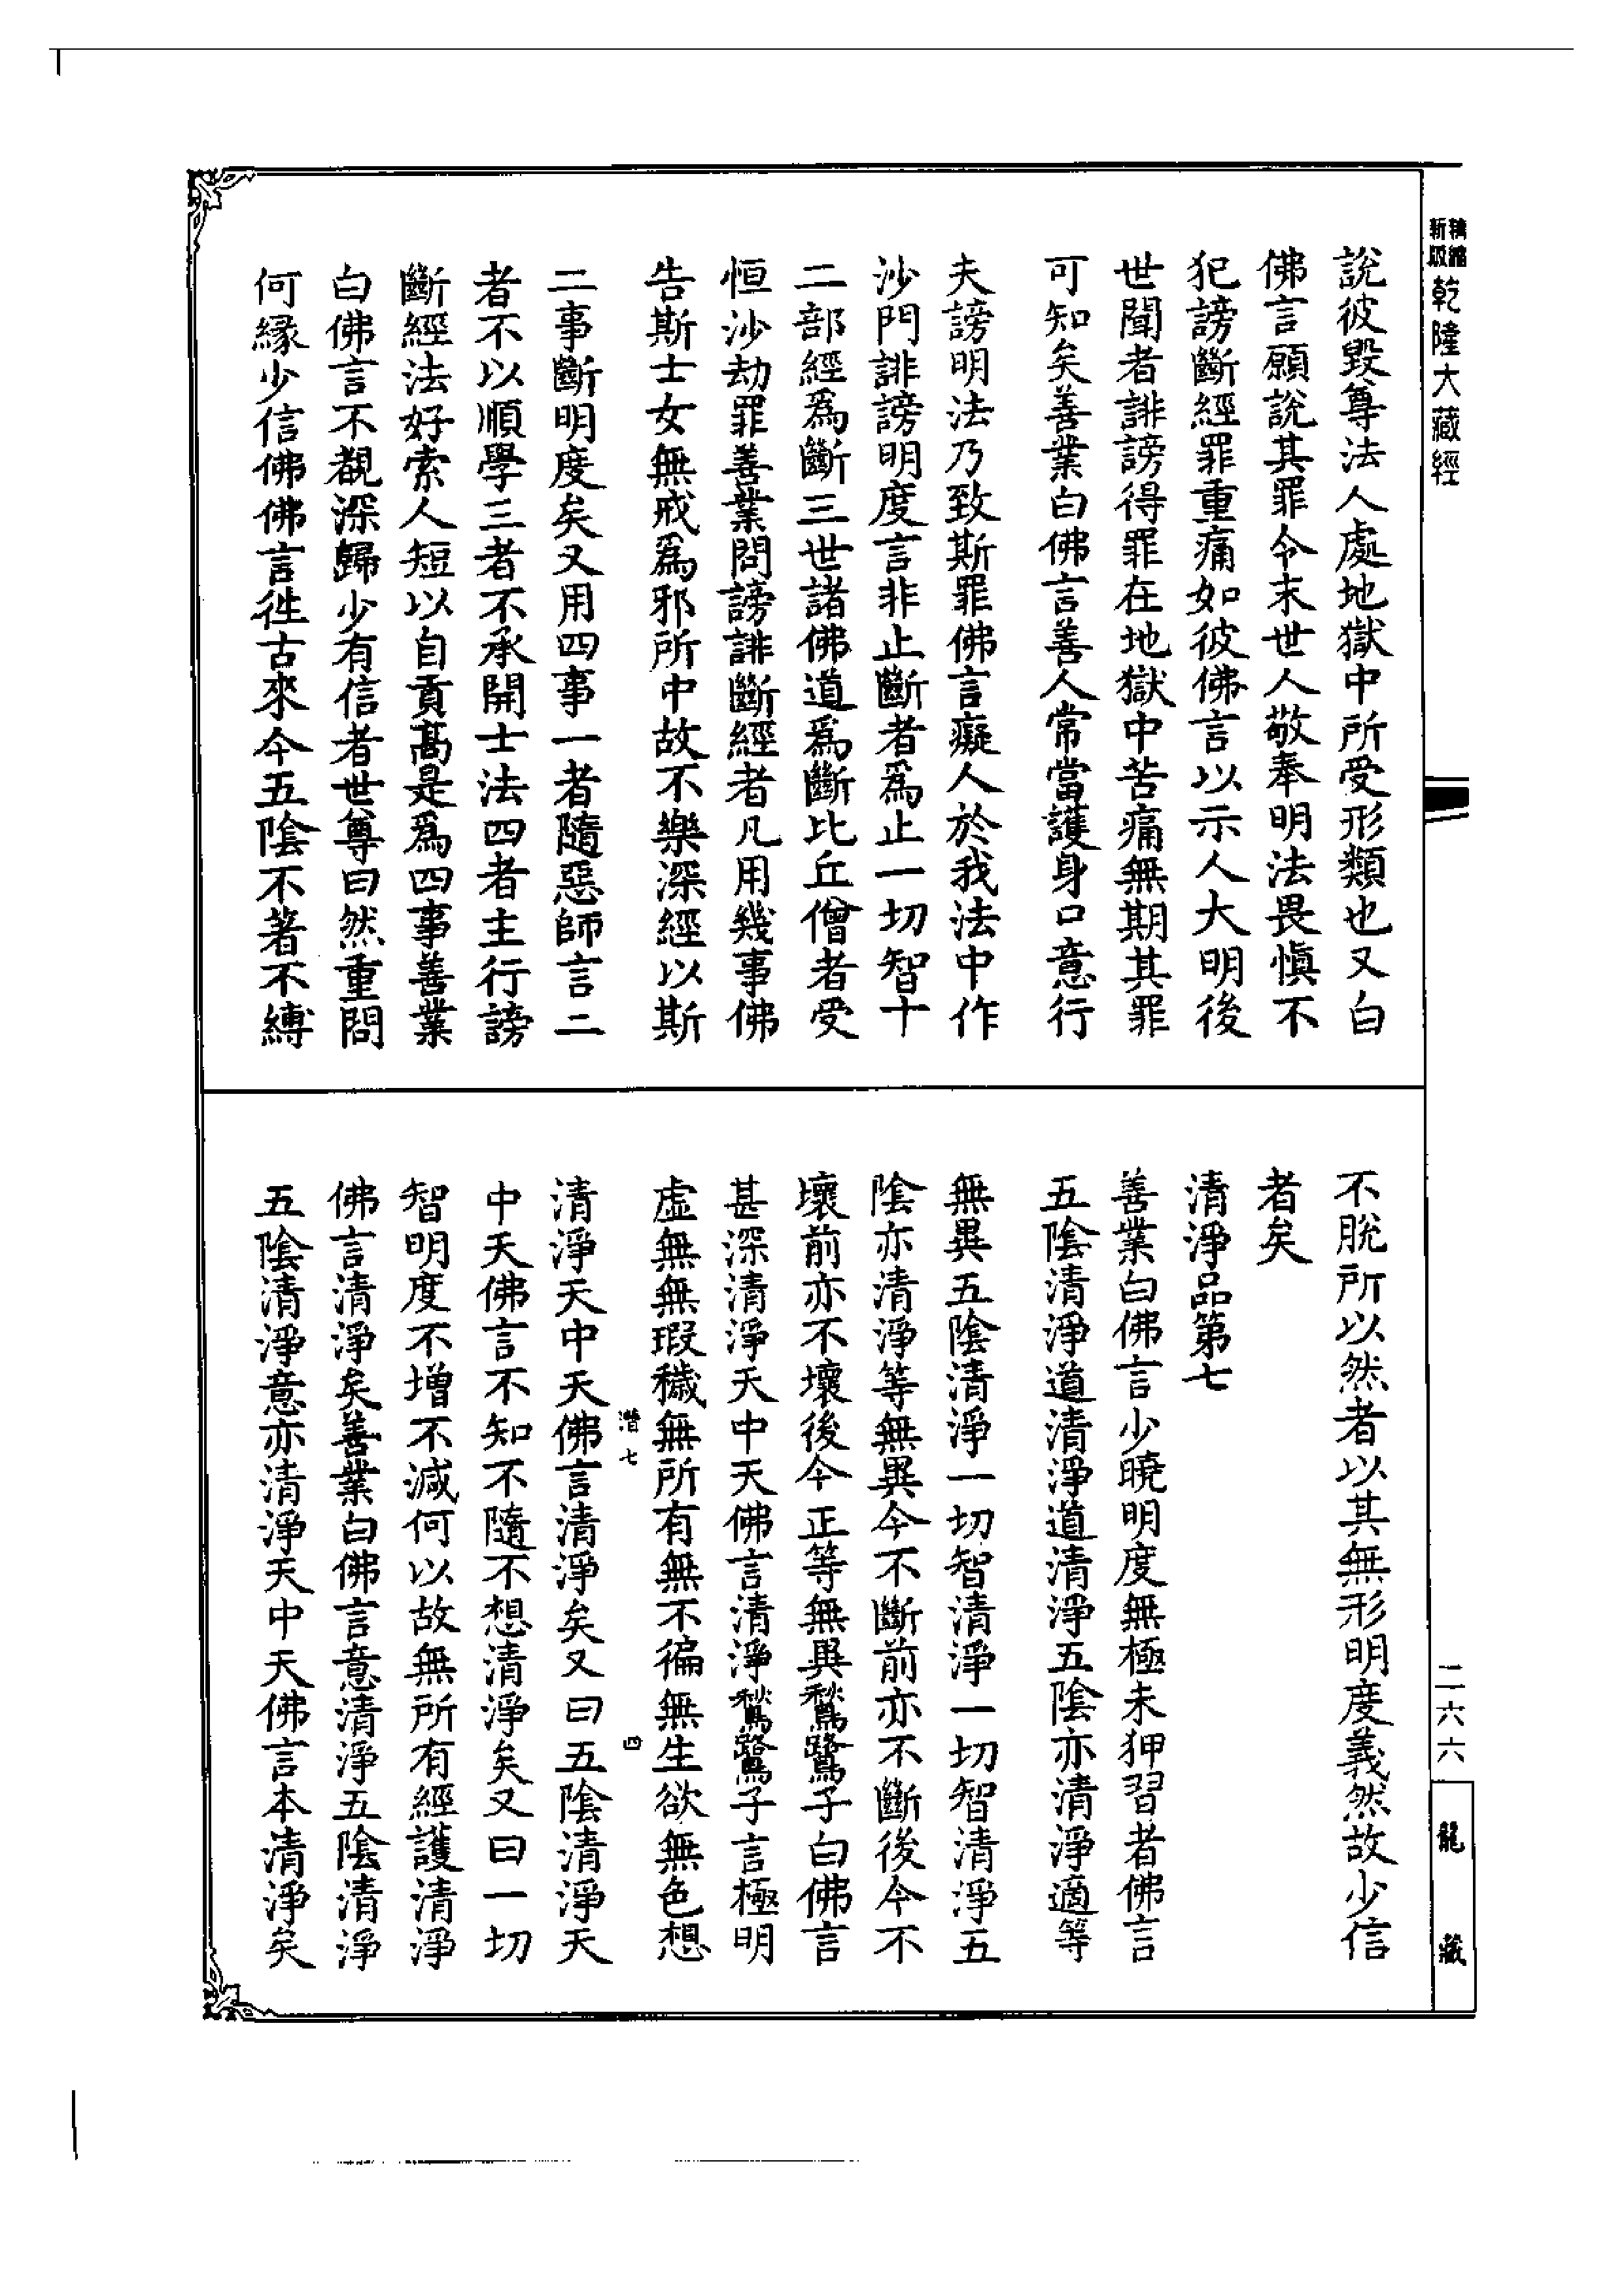 新版精縮
乾隆大藏經
說彼毀尊法人處地獄中所受形類也又白
佛言願說其罪令末世人敬奉明法畏慎不
犯謗斷經罪重痛如彼佛言以示人大明後
世聞者誹謗得罪在地獄中苦痛無期其罪
可知矣善業白佛言善人常當護身口意行
夫謗明法乃致斯罪佛言癡人於我法中作
沙門誹謗明度言非止斷者爲止一切智十
二部經爲斷三世諸佛道爲斷比丘僧者受
恒沙劫罪善業問謗誹斷經者凡用幾事佛
告斯士女無戒爲邪所中故不樂深經以斯
二事斷明度矣又用四事一者隨惡師言二
者不以順學三者不承開士法四者主行謗
斷經法好索人短以自貢高是爲四事善業
白佛言不覩深歸少有信者世尊曰然重問
何緣少信佛佛言往古來今五陰不著不縛
不脫所以然者以其無形明度義然故少信
者矣
清淨品第七
善業白佛言少曉明度無極未狎習者佛言
五陰清淨道清淨道清淨五陰亦清淨適等
無異五陰清淨一切智清淨一切智清淨五
陰亦清淨等無異今不斷前亦不斷後今不
壞前亦不壞後今正等無異鶖鷺子白佛言
甚深清淨天中天佛言清淨鶖鷺子言極明
虛無無瑕穢無所有無不徧無生欲無色想
潛七
四
清淨天中天佛言清淨矣又曰五陰清淨天
中天佛言不知不隨不想清淨矣又曰一切
智明度不增不減何以故無所有經護清淨
佛言清淨矣善業白佛言意清淨五陰清淨
五陰清淨意亦清淨天中天佛言本清淨矣
二六六
龍藏